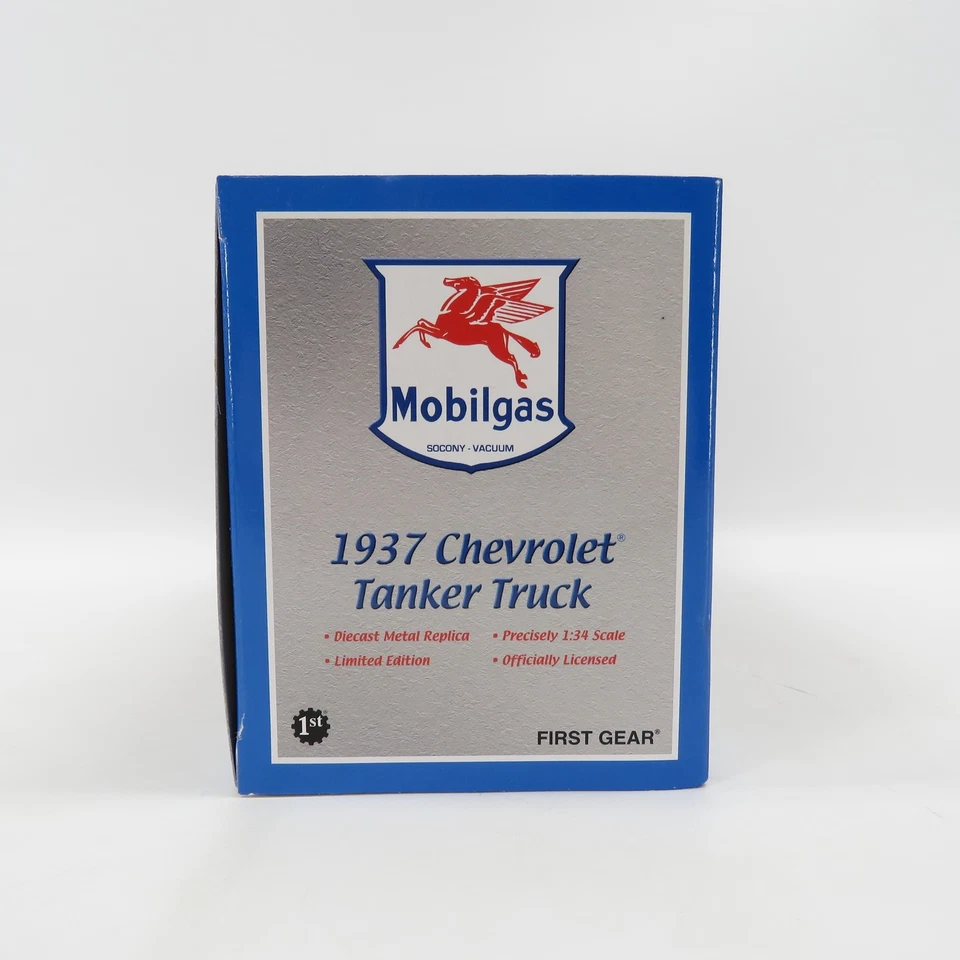 Mobilgas
SOCONY - VACUUM
1937 Chevrolet®
Tanker Truck
• Diecast Metal Replica • Precisely 1:34 Scale
• Limited Edition • Officially Licensed
1st
FIRST GEAR®